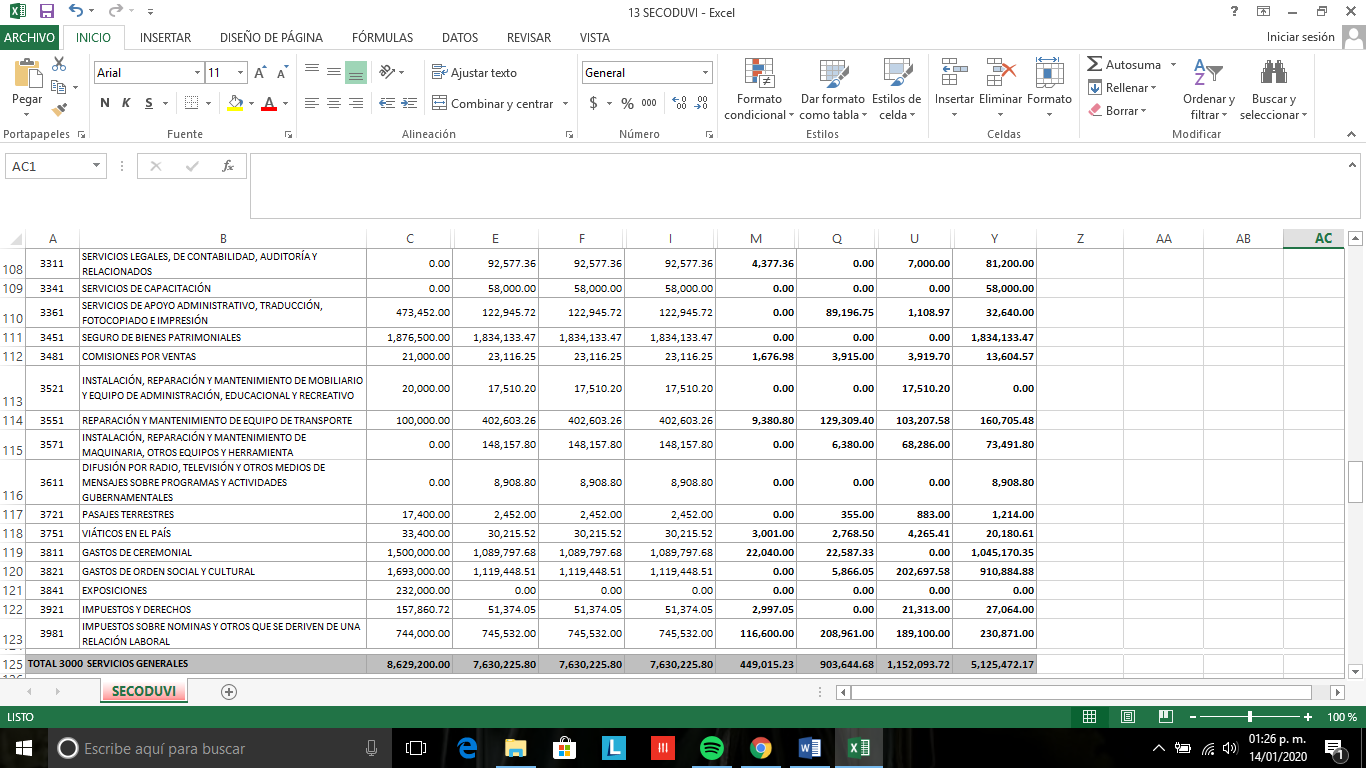 13 SECODUVI - Excel
?
ARCHIVO INICIO INSERTAR DISEÑO DE PÁGINA FÓRMULAS DATOS REVISAR VISTA Iniciar sesión
Pegar
Arial 11 A A
N K S A
Ajustar texto
Combinar y centrar
General
$ % 000
Formato condicional
Dar formato como tabla
Estilos de celda
Insertar Eliminar Formato
Autosuma
Rellenar
Borrar
Ordenar y filtrar
Buscar y seleccionar
Portapapeles Fuente Alineación Número Estilos Celdas Modificar
AC1 fx
A B C E F I M Q U Y Z AA AB AC
108 3311 SERVICIOS LEGALES, DE CONTABILIDAD, AUDITORÍA Y
RELACIONADOS 0.00 92,577.36 92,577.36 92,577.36 4,377.36 0.00 7,000.00 81,200.00
109 3341 SERVICIOS DE CAPACITACIÓN 0.00 58,000.00 58,000.00 58,000.00 0.00 0.00 0.00 58,000.00
110 3361 SERVICIOS DE APOYO ADMINISTRATIVO, TRADUCCIÓN,
FOTOCOPIADO E IMPRESIÓN 473,452.00 122,945.72 122,945.72 122,945.72 0.00 89,196.75 1,108.97 32,640.00
111 3451 SEGURO DE BIENES PATRIMONIALES 1,876,500.00 1,834,133.47 1,834,133.47 1,834,133.47 0.00 0.00 0.00 1,834,133.47
112 3481 COMISIONES POR VENTAS 21,000.00 23,116.25 23,116.25 23,116.25 1,676.98 3,915.00 3,919.70 13,604.57
113 3521 INSTALACIÓN, REPARACIÓN Y MANTENIMIENTO DE MOBILIARIO
Y EQUIPO DE ADMINISTRACIÓN, EDUCACIONAL Y RECREATIVO 20,000.00 17,510.20 17,510.20 17,510.20 0.00 0.00 17,510.20 0.00
114 3551 REPARACIÓN Y MANTENIMIENTO DE EQUIPO DE TRANSPORTE 100,000.00 402,603.26 402,603.26 402,603.26 9,380.80 129,309.40 103,207.58 160,705.48
115 3571 INSTALACIÓN, REPARACIÓN Y MANTENIMIENTO DE
MAQUINARIA, OTROS EQUIPOS Y HERRAMIENTA 0.00 148,157.80 148,157.80 148,157.80 0.00 6,380.00 68,286.00 73,491.80
116 3611 DIFUSIÓN POR RADIO, TELEVISIÓN Y OTROS MEDIOS DE
MENSAJES SOBRE PROGRAMAS Y ACTIVIDADES
GUBERNAMENTALES 0.00 8,908.80 8,908.80 8,908.80 0.00 0.00 0.00 8,908.80
117 3721 PASAJES TERRESTRES 17,400.00 2,452.00 2,452.00 2,452.00 0.00 355.00 883.00 1,214.00
118 3751 VIÁTICOS EN EL PAÍS 33,400.00 30,215.52 30,215.52 30,215.52 3,001.00 2,768.50 4,265.41 20,180.61
119 3811 GASTOS DE CEREMONIAL 1,500,000.00 1,089,797.68 1,089,797.68 1,089,797.68 22,040.00 22,587.33 0.00 1,045,170.35
120 3821 GASTOS DE ORDEN SOCIAL Y CULTURAL 1,693,000.00 1,119,448.51 1,119,448.51 1,119,448.51 0.00 5,866.05 202,697.58 910,884.88
121 3841 EXPOSICIONES 232,000.00 0.00 0.00 0.00 0.00 0.00 0.00 0.00
122 3921 IMPUESTOS Y DERECHOS 157,860.72 51,374.05 51,374.05 51,374.05 2,997.05 0.00 21,313.00 27,064.00
123 3981 IMPUESTOS SOBRE NOMINAS Y OTROS QUE SE DERIVEN DE UNA
RELACIÓN LABORAL 744,000.00 745,532.00 745,532.00 745,532.00 116,600.00 208,961.00 189,100.00 230,871.00
125 TOTAL 3000 SERVICIOS GENERALES 8,629,200.00 7,630,225.80 7,630,225.80 7,630,225.80 449,015.23 903,644.68 1,152,093.72 5,125,472.17
SECODUVI
LISTO 100 %
Escribe aquí para buscar
01:26 p. m.
14/01/2020
1